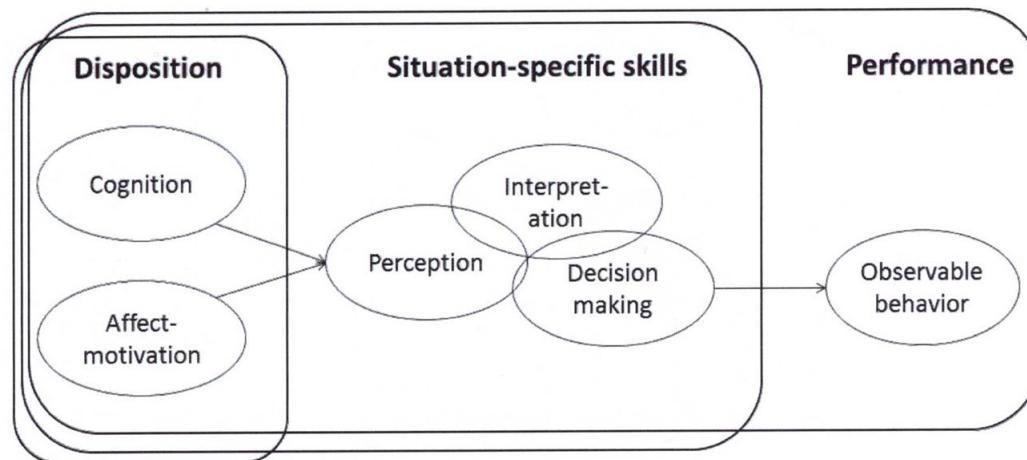 Disposition
Situation-specific skills
Performance
Cognition
Affect-
motivation
Perception
Interpret-
ation
Decision
making
Observable
behavior